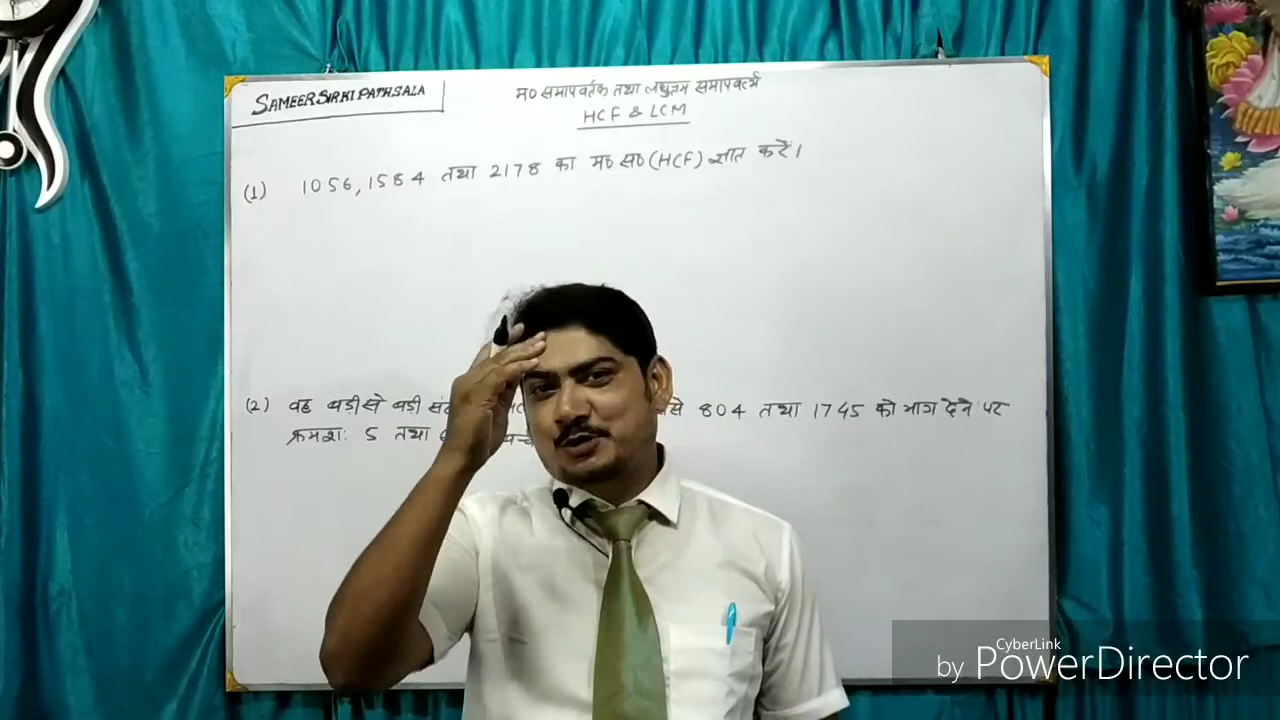 SAMEER SIR KI PATHSALA
म० समापवर्तक तथा लघुत्तम समापवर्त्य
HCF & LCM
(1) 1056, 1584 तथा 2178 का म० स० (HCF) ज्ञात करें।
(2) वह बड़ी से बड़ी 804 तथा 1745 को भाग देने पर
क्रमशः 5 तथा
CyberLink
by PowerDirector